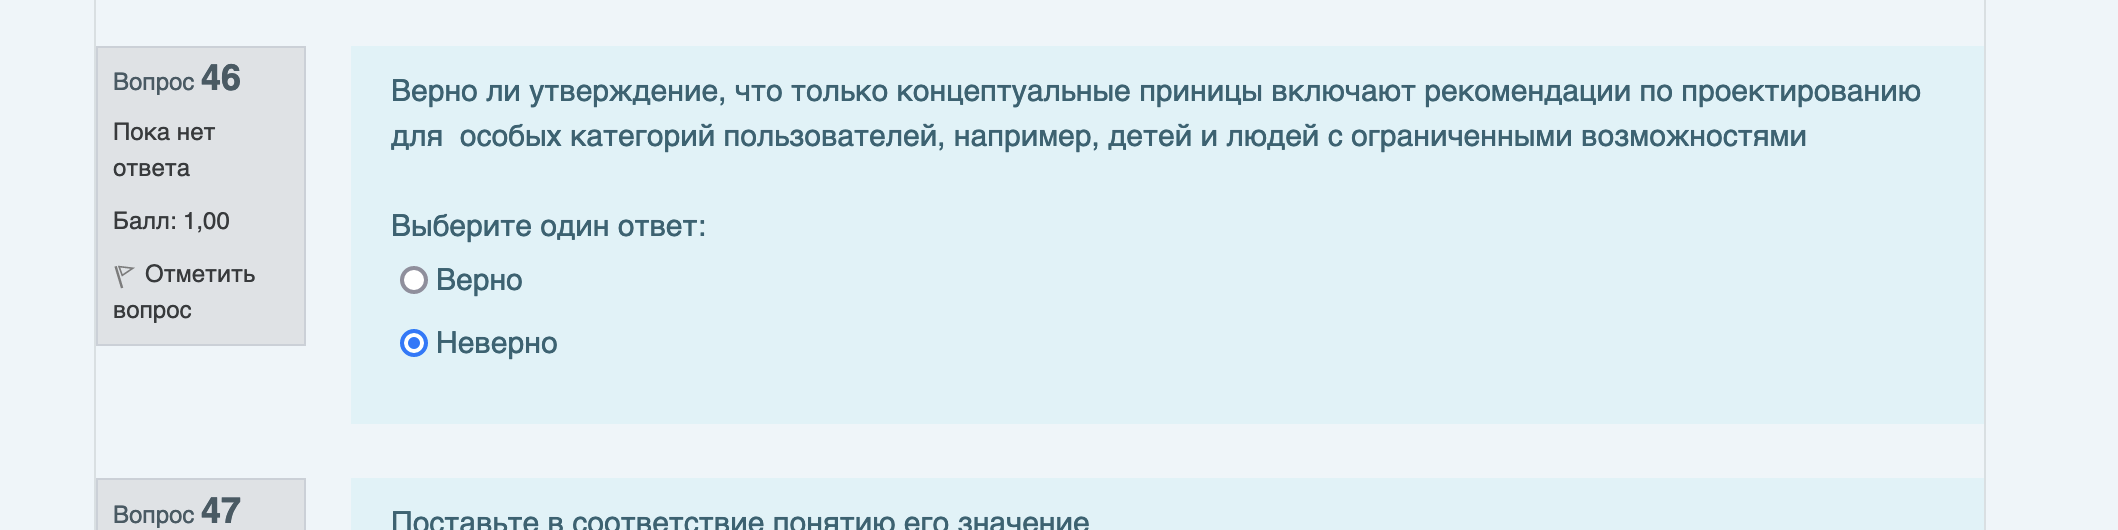 Вопрос 46
Пока нет
ответа
Балл: 1,00
Отметить
вопрос
Верно ли утверждение, что только концептуальные приницы включают рекомендации по проектированию
для особых категорий пользователей, например, детей и людей с ограниченными возможностями
Выберите один ответ:
Верно
Неверно
Вопрос 47
Поставьте в соответствие понятию его значение